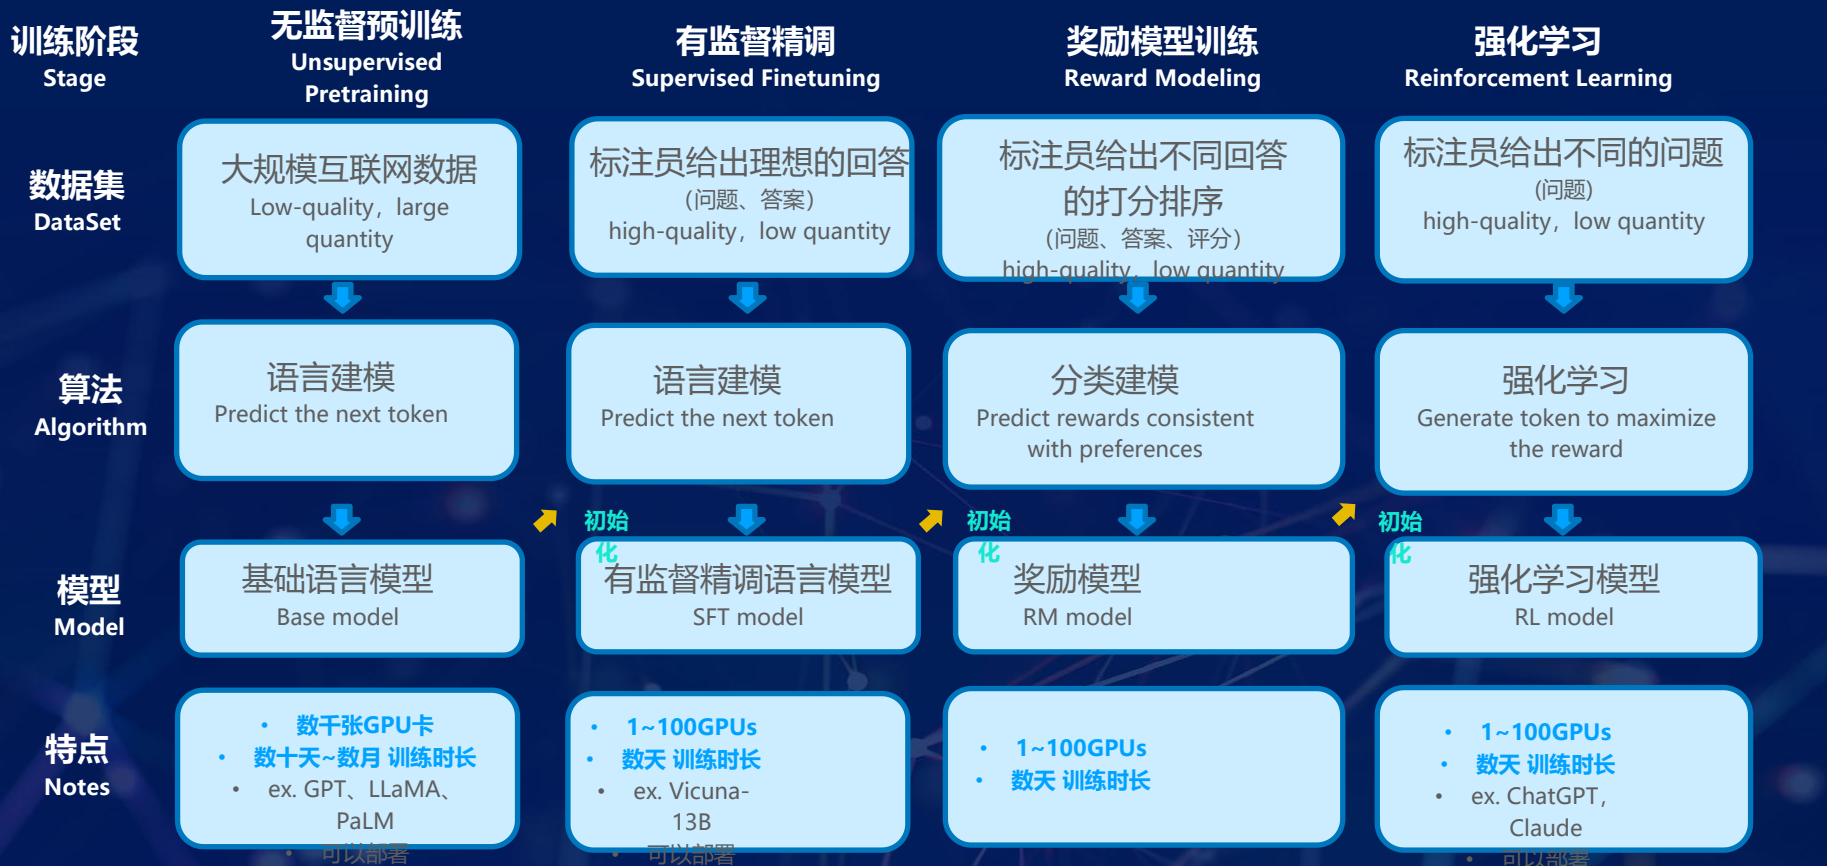 训练阶段
Stage
无监督预训练
Unsupervised
Pretraining
有监督精调
Supervised Finetuning
奖励模型训练
Reward Modeling
强化学习
Reinforcement Learning
数据集
DataSet
大规模互联网数据
Low-quality，large
quantity
标注员给出理想的回答
(问题、答案)
high-quality，low quantity
标注员给出不同回答
的打分排序
(问题、答案、评分)
high-quality，low quantity
标注员给出不同的问题
(问题)
high-quality，low quantity
算法
Algorithm
语言建模
Predict the next token
语言建模
Predict the next token
分类建模
Predict rewards consistent
with preferences
强化学习
Generate token to maximize
the reward
模型
Model
基础语言模型
Base model
初始
化
有监督精调语言模型
SFT model
初始
化
奖励模型
RM model
初始
化
强化学习模型
RL model
特点
Notes
• 数千张GPU卡
• 数十天~数月 训练时长
• ex. GPT、LLaMA、
PaLM
• 可以部署
• 1~100GPUs
• 数天 训练时长
• ex. Vicuna-
13B
• 可以部署
• 1~100GPUs
• 数天 训练时长
• 1~100GPUs
• 数天 训练时长
• ex. ChatGPT，
Claude
• 可以部署